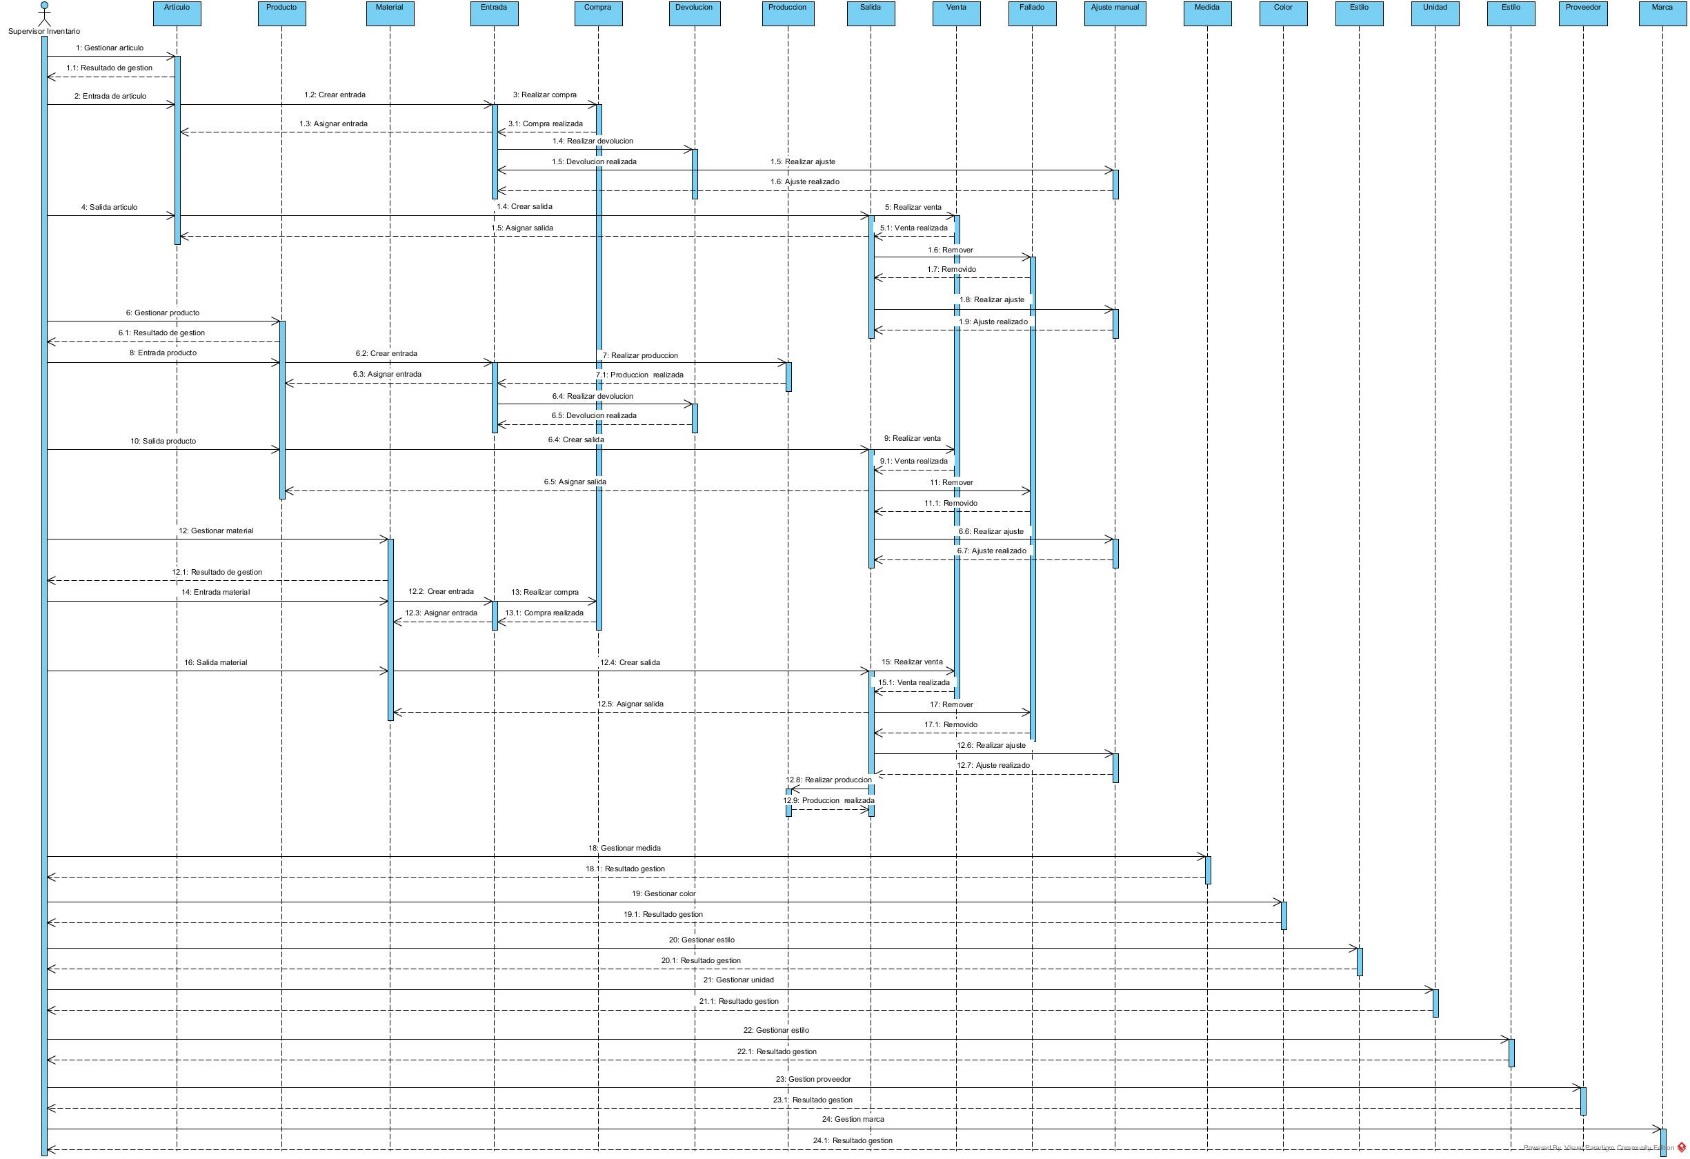 Articulo
Producto
Material
Entrada
Compra
Devolucion
Produccion
Salida
Venta
Fallado
Ajuste manual
Medida
Color
Estilo
Unidad
Estilo
Proveedor
Marca
Supervisor Inventario
1: Gestionar articulo
1.1: Resultado de gestion
2: Entrada de articulo
1.2: Crear entrada
3: Realizar compra
1.3: Asignar entrada
3.1: Compra realizada
1.4: Realizar devolucion
1.5: Devolucion realizada
1.5: Realizar ajuste
1.6: Ajuste realizado
4: Salida articulo
1.4: Crear salida
5: Realizar venta
1.5: Asignar salida
5.1: Venta realizada
1.6: Remover
1.7: Removido
1.8: Realizar ajuste
6: Gestionar producto
1.9: Ajuste realizado
6.1: Resultado de gestion
8: Entrada producto
6.2: Crear entrada
7: Realizar produccion
6.3: Asignar entrada
7.1: Produccion realizada
6.4: Realizar devolucion
6.5: Devolucion realizada
10: Salida producto
6.4: Crear salida
9: Realizar venta
9.1: Venta realizada
6.5: Asignar salida
11: Remover
11.1: Removido
12: Gestionar material
6.6: Realizar ajuste
6.7: Ajuste realizado
12.1: Resultado de gestion
14: Entrada material
12.2: Crear entrada
13: Realizar compra
12.3: Asignar entrada
13.1: Compra realizada
16: Salida material
12.4: Crear salida
15: Realizar venta
15.1: Venta realizada
12.5: Asignar salida
17: Remover
17.1: Removido
12.6: Realizar ajuste
12.7: Ajuste realizado
12.8: Realizar produccion
12.9: Produccion realizada
18: Gestionar medida
18.1: Resultado gestion
19: Gestionar color
19.1: Resultado gestion
20: Gestionar estilo
20.1: Resultado gestion
21: Gestionar unidad
21.1: Resultado gestion
22: Gestionar estilo
22.1: Resultado gestion
23: Gestion proveedor
23.1: Resultado gestion
24: Gestion marca
24.1: Resultado gestion
Powered By Visual Paradigm Community Edition